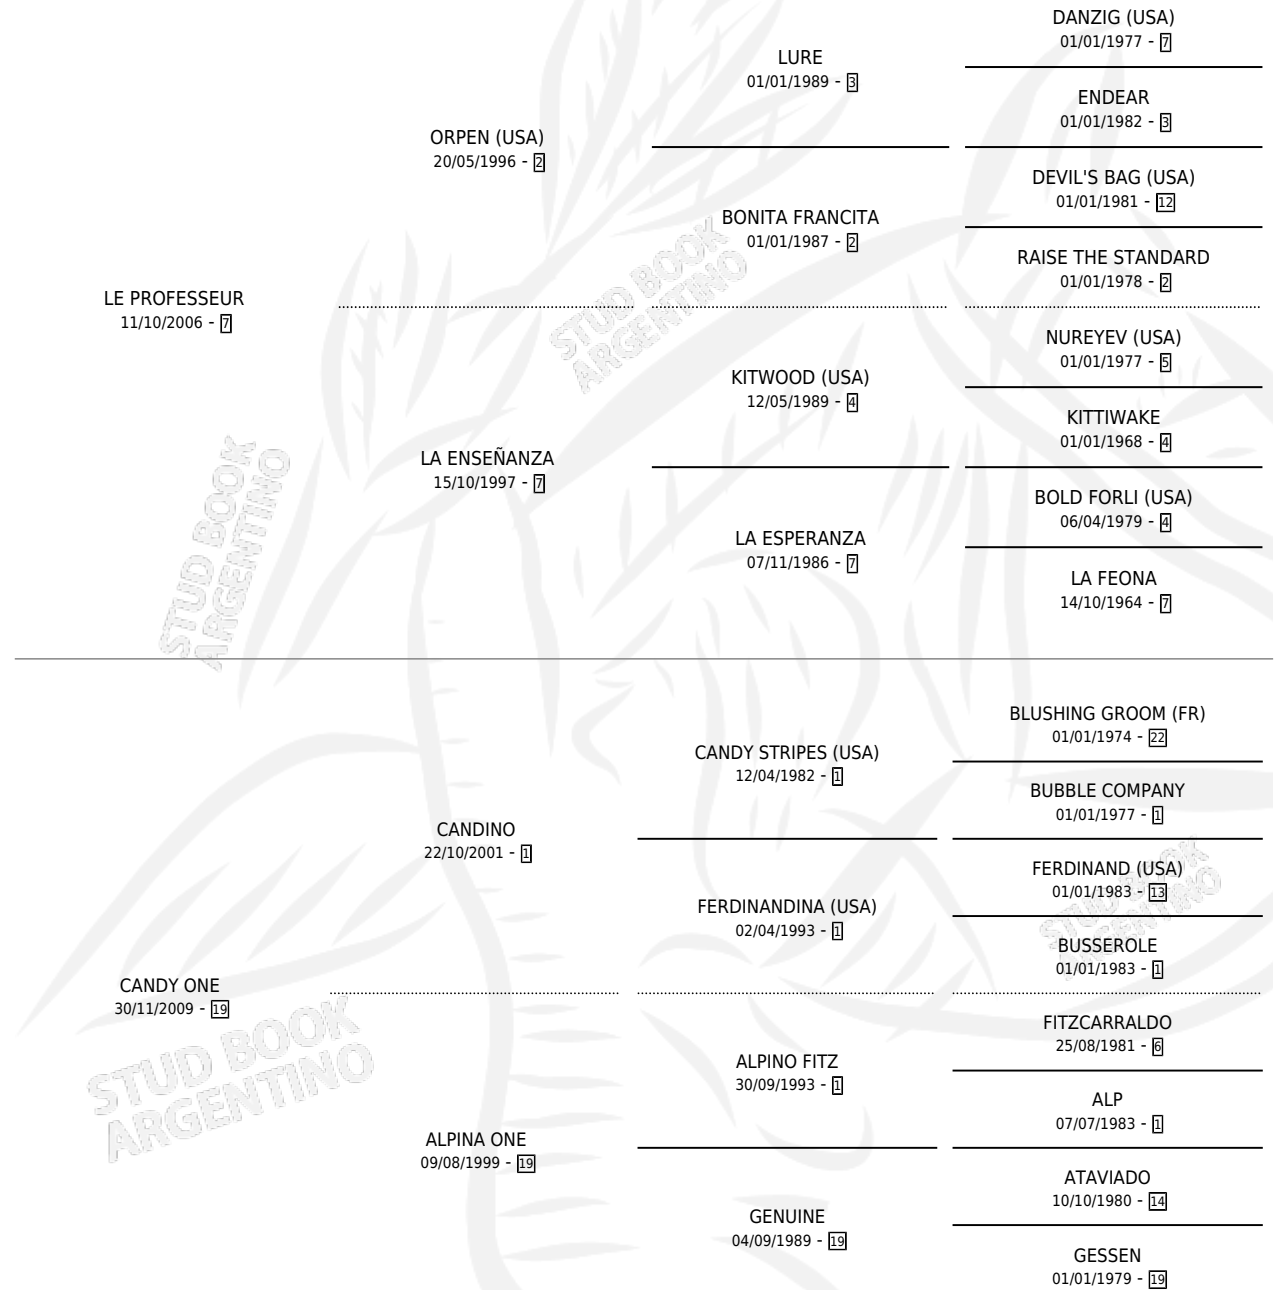 DANZIG (USA)
01/01/1977 - 7
LURE
01/01/1989 - 3
ENDEAR
01/01/1982 - 3
ORPEN (USA)
20/05/1996 - 2
DEVIL'S BAG (USA)
01/01/1981 - 12
BONITA FRANCITA
01/01/1987 - 2
RAISE THE STANDARD
01/01/1978 - 2
LE PROFESSEUR
11/10/2006 - 7
NUREYEV (USA)
01/01/1977 - 5
KITWOOD (USA)
12/05/1989 - 4
KITTIWAKE
01/01/1968 - 4
LA ENSEÑANZA
15/10/1997 - 7
BOLD FORLI (USA)
06/04/1979 - 4
LA ESPERANZA
07/11/1986 - 7
LA FEONA
14/10/1964 - 7
BLUSHING GROOM (FR)
01/01/1974 - 22
CANDY STRIPES (USA)
12/04/1982 - 1
BUBBLE COMPANY
01/01/1977 - 1
CANDINO
22/10/2001 - 1
FERDINAND (USA)
01/01/1983 - 13
FERDINANDINA (USA)
02/04/1993 - 1
BUSSEROLE
01/01/1983 - 1
CANDY ONE
30/11/2009 - 19
FITZCARRALDO
25/08/1981 - 6
ALPINO FITZ
30/09/1993 - 1
ALP
07/07/1983 - 1
ALPINA ONE
09/08/1999 - 19
ATAVIADO
10/10/1980 - 14
GENUINE
04/09/1989 - 19
GESSEN
01/01/1979 - 19
STUD BOOK
ARGENTINO
STUD BOOK
ARGENTINO
STUD BOOK
ARGENTINO
STUD BOOK
ARGENTINO